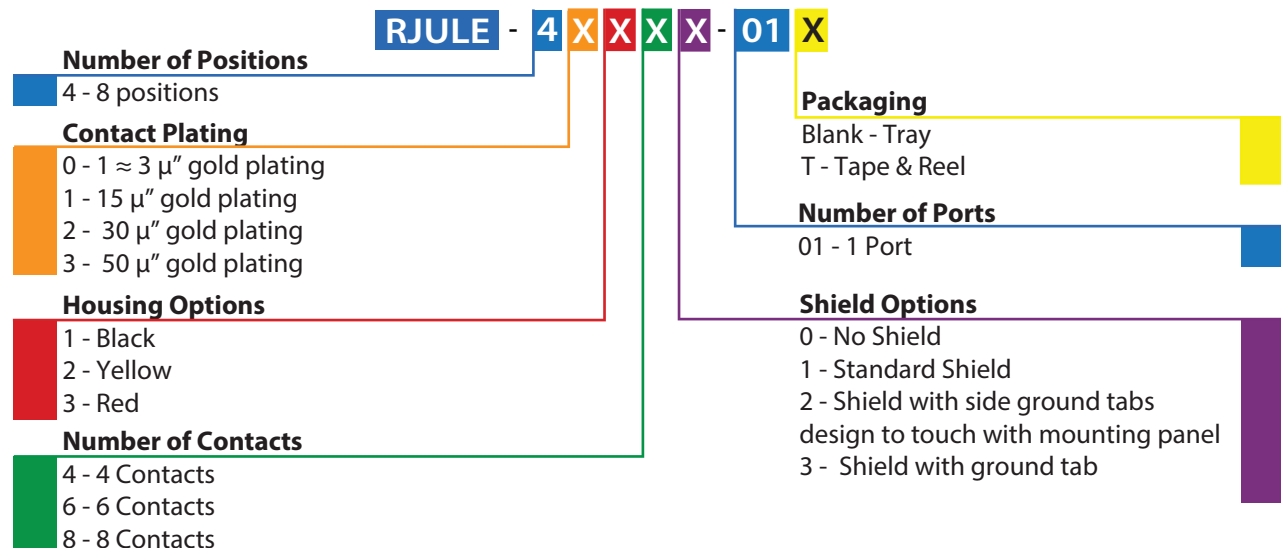 RJULE - 4 X X X X - 01 X
Number of Positions
4 - 8 positions
Contact Plating
0 - 1 ≈ 3 µ” gold plating
1 - 15 µ” gold plating
2 - 30 µ” gold plating
3 - 50 µ” gold plating
Housing Options
1 - Black
2 - Yellow
3 - Red
Number of Contacts
4 - 4 Contacts
6 - 6 Contacts
8 - 8 Contacts
Packaging
Blank - Tray
T - Tape & Reel
Number of Ports
01 - 1 Port
Shield Options
0 - No Shield
1 - Standard Shield
2 - Shield with side ground tabs
design to touch with mounting panel
3 - Shield with ground tab